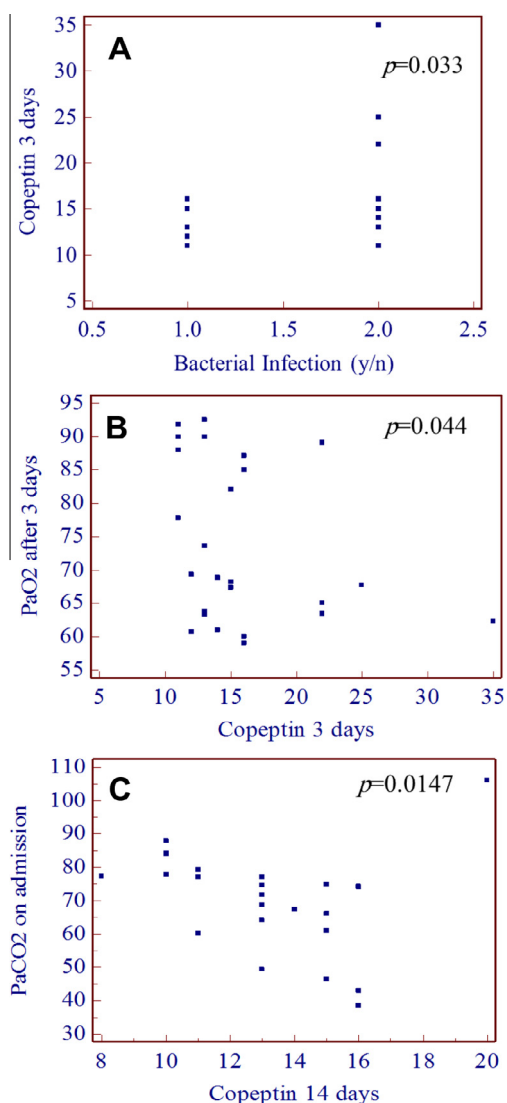 A
p=0.033
Copeptin 3 days
35
30
25
20
15
10
5
0.5 1.0 1.5 2.0 2.5
Bacterial Infection (y/n)
B
p=0.044
PaO2 after 3 days
95
90
85
80
75
70
65
60
55
5 10 15 20 25 30 35
Copeptin 3 days
C
p=0.0147
PaCO2 on admission
110
100
90
80
70
60
50
40
30
8 10 12 14 16 18 20
Copeptin 14 days